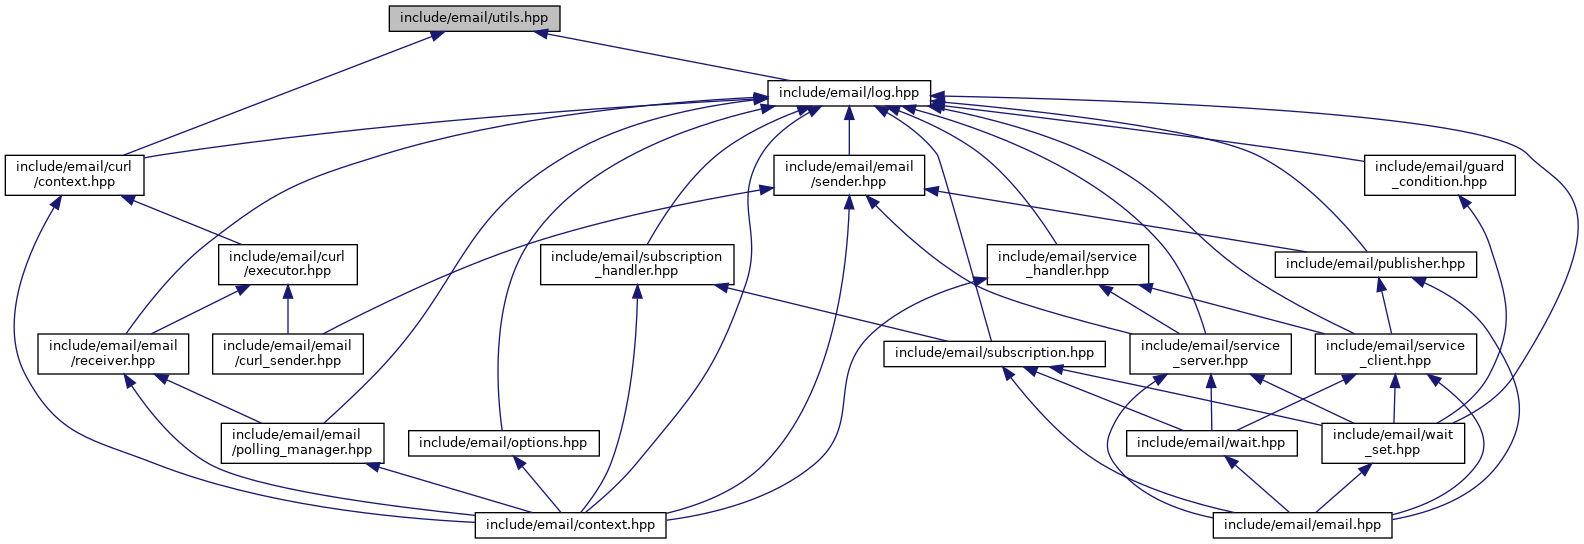 include/email/utils.hpp
include/email/log.hpp
include/email/curl
/context.hpp
include/email/email
/sender.hpp
include/email/guard
_condition.hpp
include/email/curl
/executor.hpp
include/email/subscription
_handler.hpp
include/email/service
_handler.hpp
include/email/publisher.hpp
include/email/email
/receiver.hpp
include/email/email
/curl_sender.hpp
include/email/subscription.hpp
include/email/service
_server.hpp
include/email/service
_client.hpp
include/email/email
/polling_manager.hpp
include/email/options.hpp
include/email/wait.hpp
include/email/wait
_set.hpp
include/email/context.hpp
include/email/email.hpp